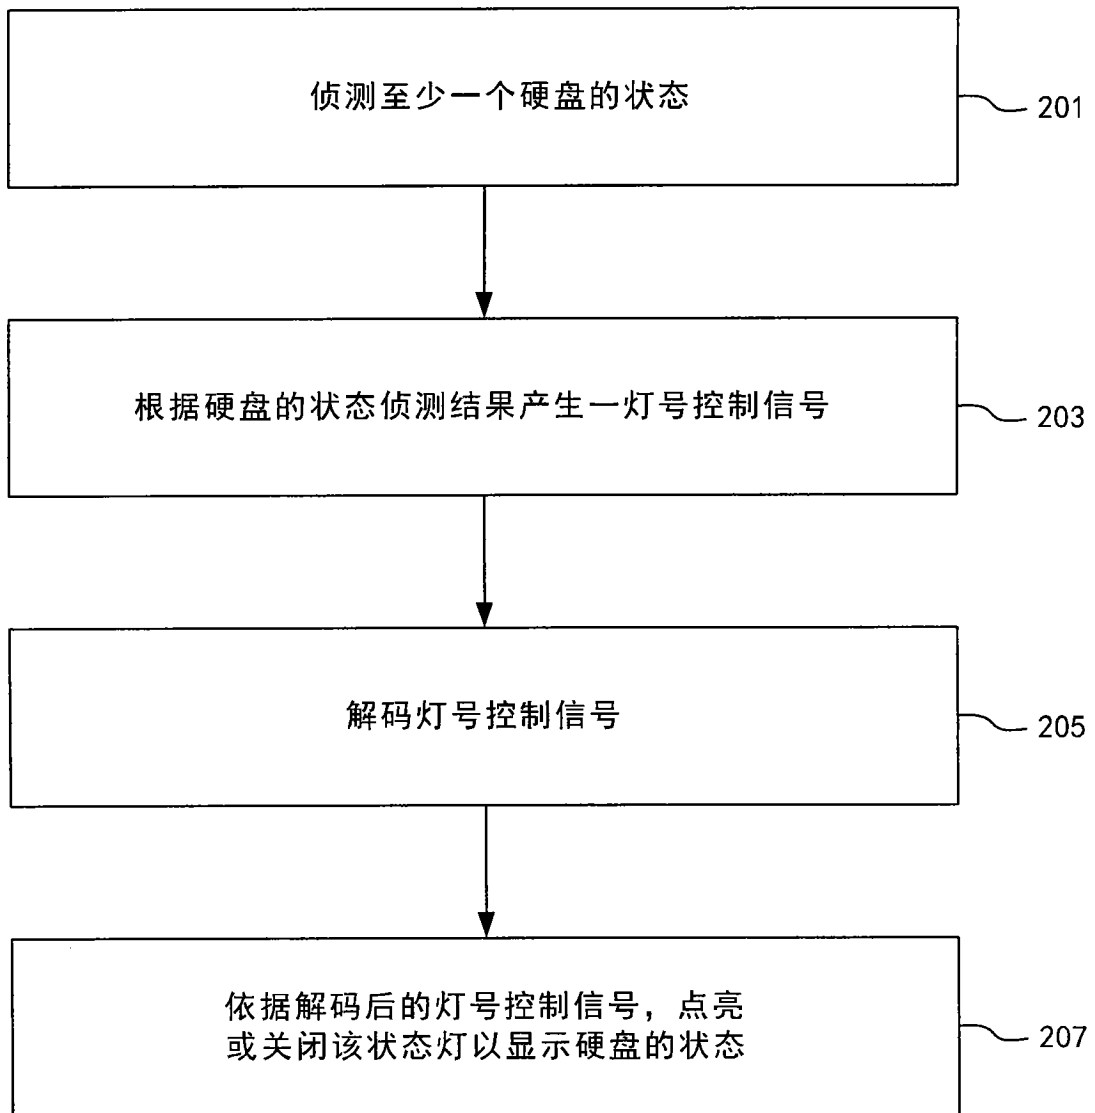 侦测至少一个硬盘的状态
201
根据硬盘的状态侦测结果产生一灯号控制信号
203
解码灯号控制信号
205
依据解码后的灯号控制信号，点亮
或关闭该状态灯以显示硬盘的状态
207